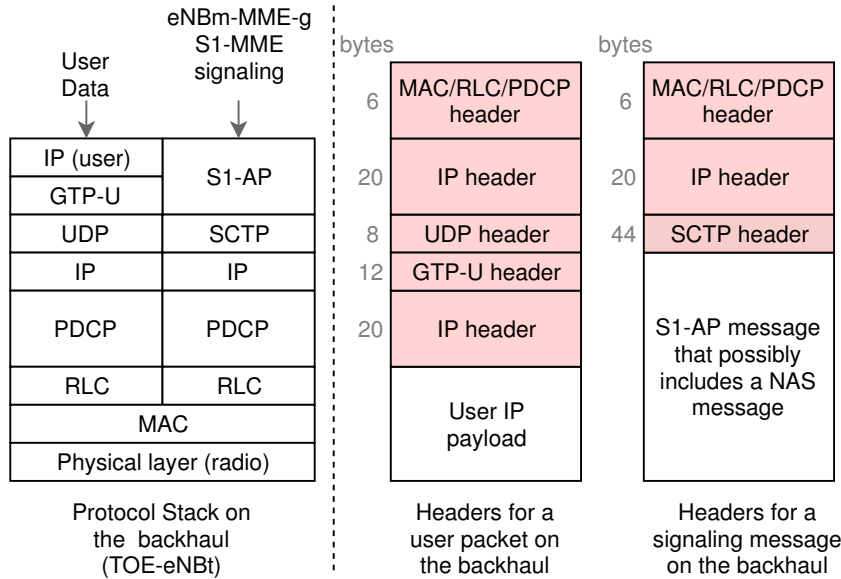 User
Data
eNBm-MME-g
S1-MME
signaling
IP (user)
GTP-U
S1-AP
UDP
SCTP
IP
IP
PDCP
PDCP
RLC
RLC
MAC
Physical layer (radio)
Protocol Stack on
the backhaul
(TOE-eNBt)
bytes
6
MAC/RLC/PDCP
header
20
IP header
8
UDP header
12
GTP-U header
20
IP header
User IP
payload
Headers for a
user packet on
the backhaul
bytes
6
MAC/RLC/PDCP
header
20
IP header
44
SCTP header
S1-AP message
that possibly
includes a NAS
message
Headers for a
signaling message
on the backhaul